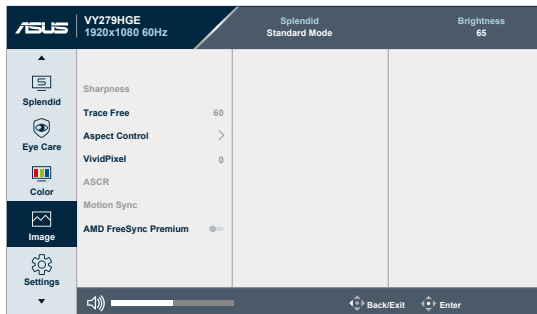 ASUS
VY279HGE
1920x1080 60Hz
Splendid
Standard Mode
Brightness
65
Splendid
Eye Care
Color
Image
Settings
Sharpness
Trace Free 60
Aspect Control
VividPixel 0
ASCR
Motion Sync
AMD FreeSync Premium
Back/Exit
Enter